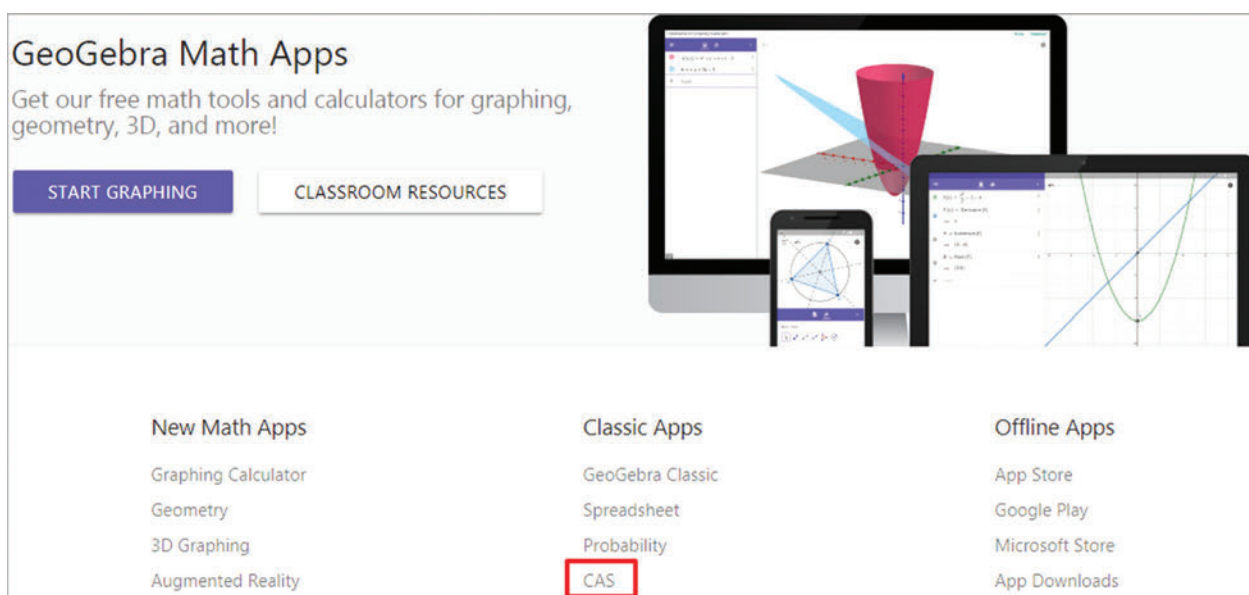 GeoGebra Math Apps
Get our free math tools and calculators for graphing,
geometry, 3D, and more!
START GRAPHING
CLASSROOM RESOURCES
New Math Apps
Graphing Calculator
Geometry
3D Graphing
Augmented Reality
Classic Apps
GeoGebra Classic
Spreadsheet
Probability
CAS
Offline Apps
App Store
Google Play
Microsoft Store
App Downloads